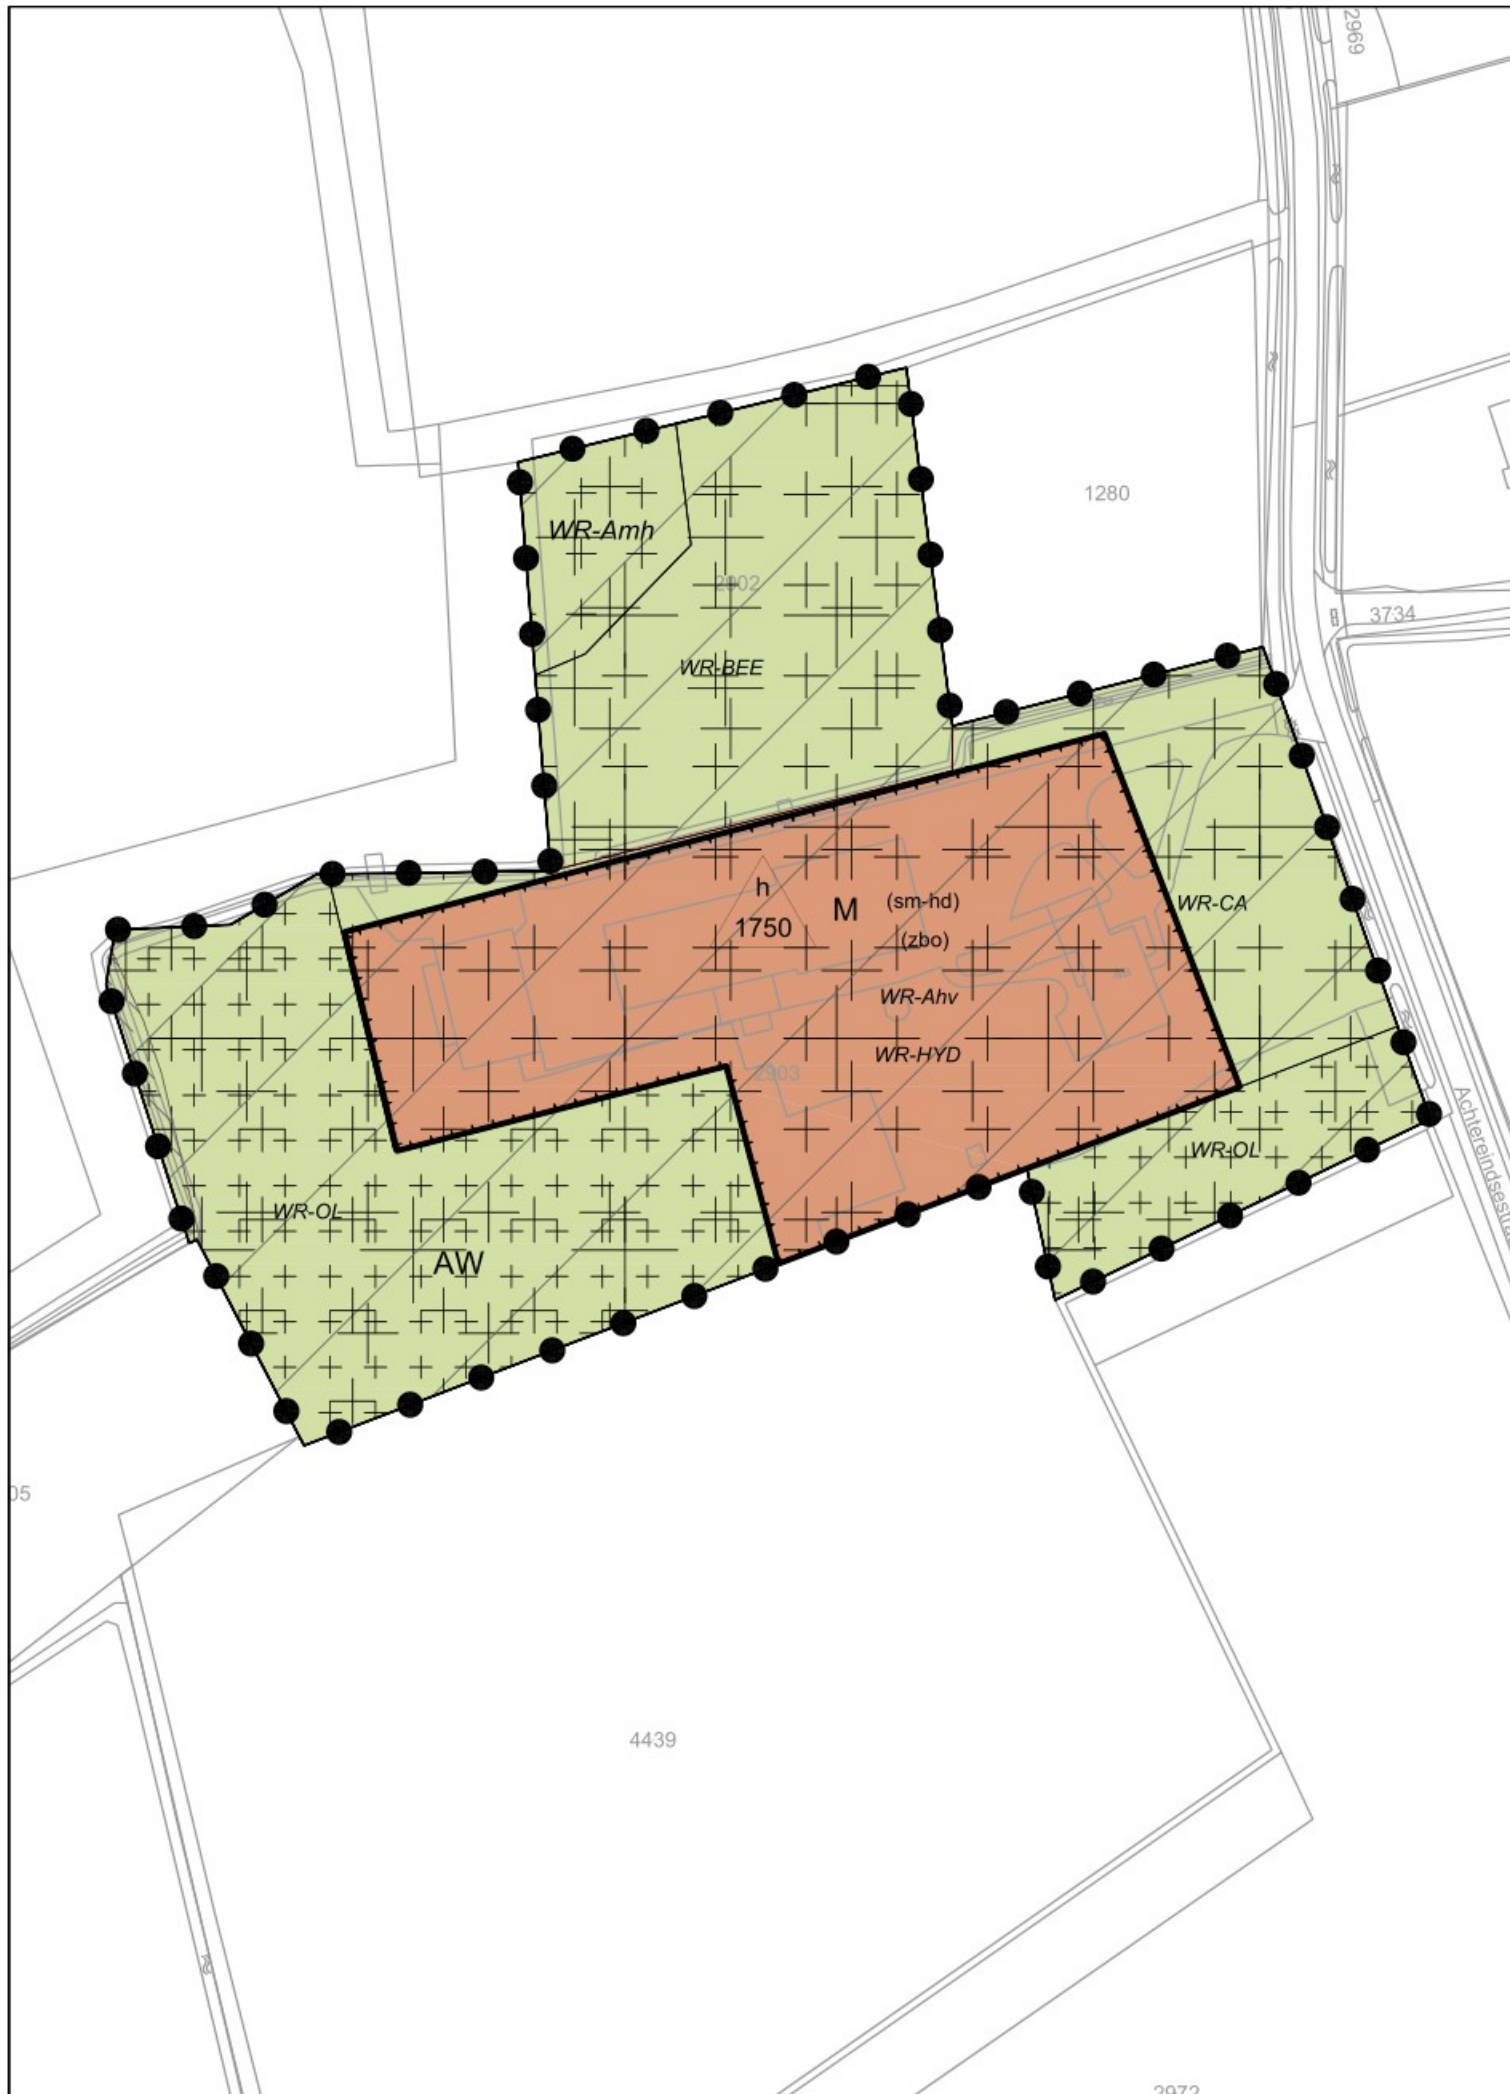 2969
1280
WR-Amh
2902
3734
WR-BEE
h
1750
M
(sm-hd)
(zbo)
WR-CA
WR-Ahv
WR-HYD
2903
WR-OL
WR-OL
AW
05
4439
2972